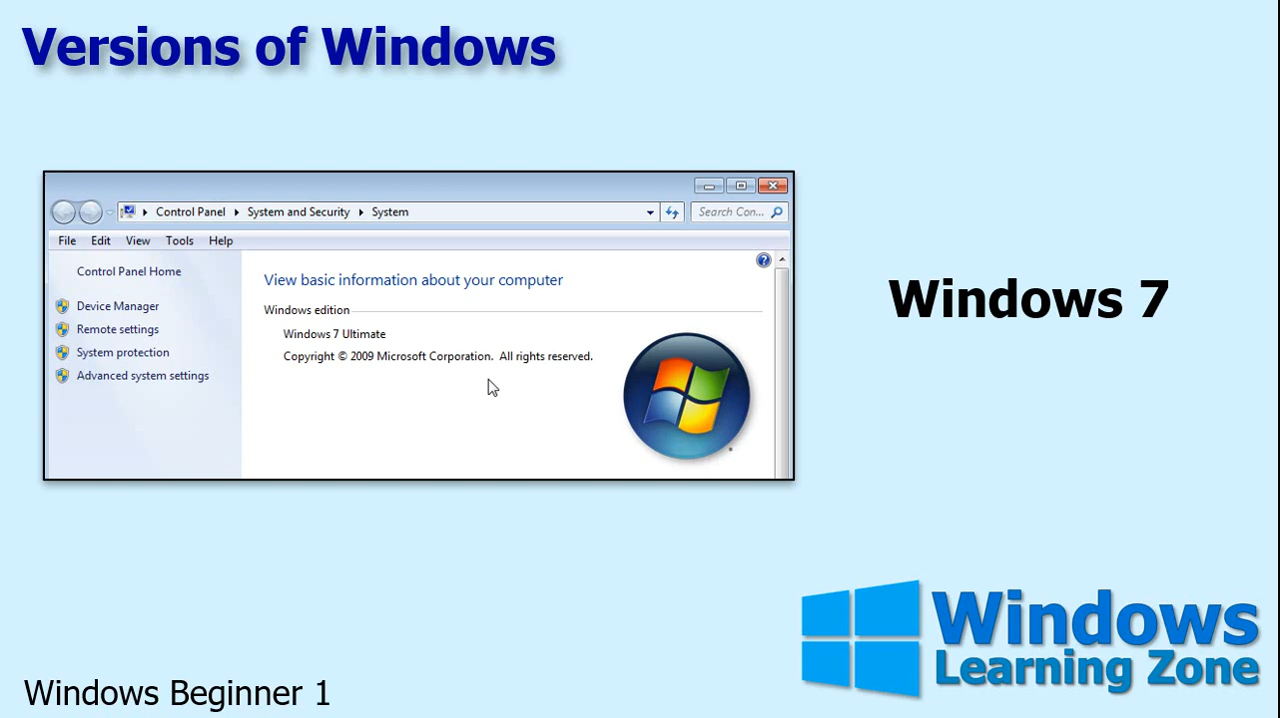 Versions of Windows
Control Panel System and Security System
Search Con...
File Edit View Tools Help
Control Panel Home
Device Manager
Remote settings
System protection
Advanced system settings
View basic information about your computer
Windows edition
Windows 7 Ultimate
Copyright © 2009 Microsoft Corporation. All rights reserved.
Windows 7
Windows
Learning Zone
Windows Beginner 1